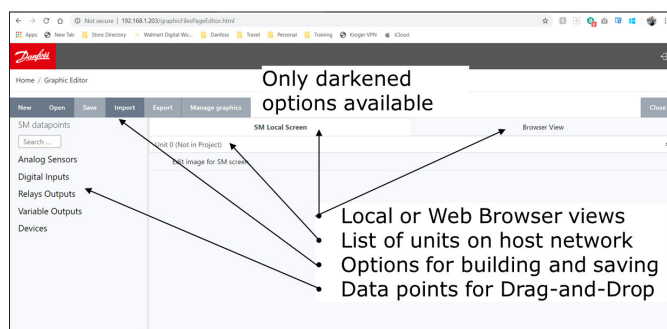 Not secure | 192.168.1.203/graphicFilesPageEditor.html
Apps New Tab Store Directory Walmart Digital Wo... Danfoss Travel Personal Training Kroger VPN iCloud
Danfoss
Home / Graphic Editor
Only darkened
options available
New Open Save Import Export Manage graphics Close
SM datapoints
SM Local Screen Browser View
Search ...
Unit 0 (Not in Project)
Edit image for SM screen
Analog Sensors
Digital Inputs
Relays Outputs
Variable Outputs
Devices
• Local or Web Browser views
• List of units on host network
• Options for building and saving
• Data points for Drag-and-Drop